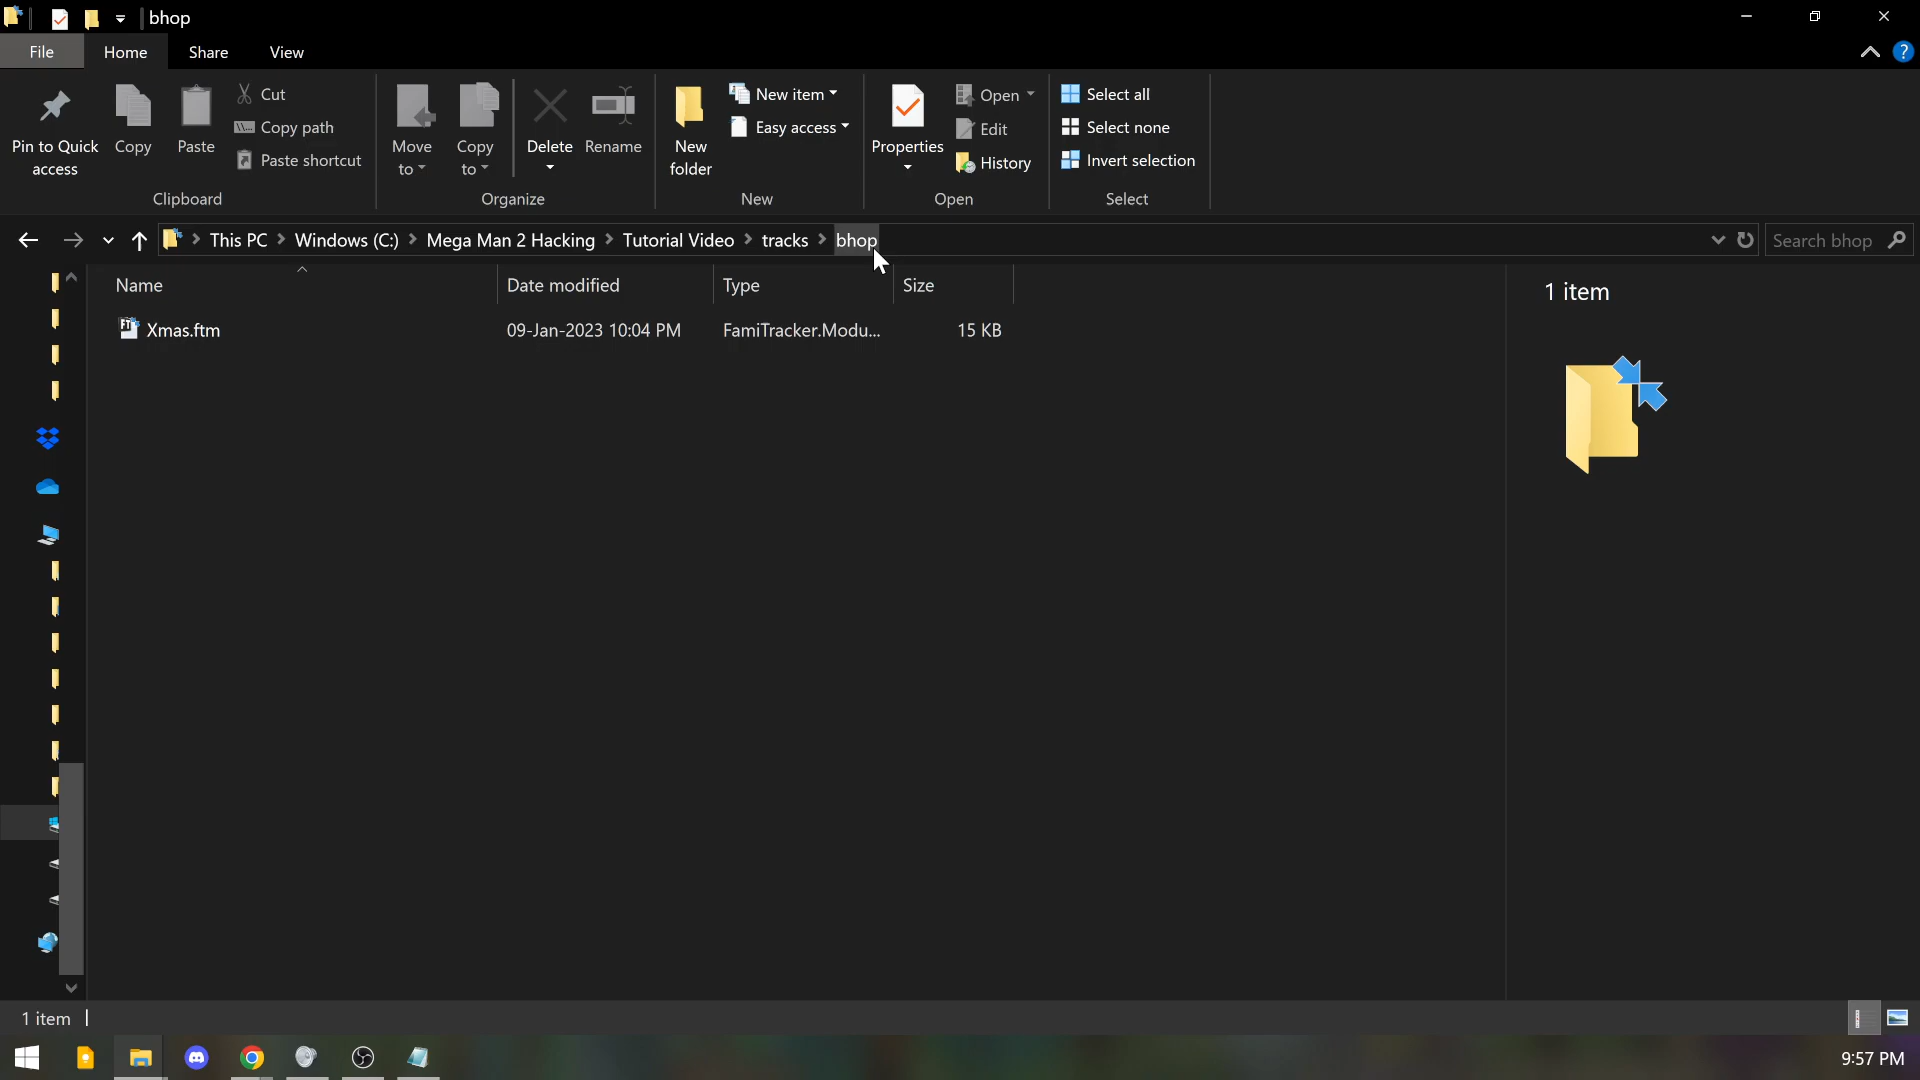 bhop
File Home Share View
Pin to Quick access
Copy
Paste
Cut
Copy path
Paste shortcut
Clipboard
Move to
Copy to
Delete
Rename
Organize
New folder
New item
Easy access
New
Properties
Open
Edit
History
Open
Select all
Select none
Invert selection
Select
This PC Windows (C:) Mega Man 2 Hacking Tutorial Video tracks bhop
Search bhop
Name Date modified Type Size
Xmas.ftm 09-Jan-2023 10:04 PM FamiTracker.Modu... 15 KB
1 item
1 item
9:57 PM